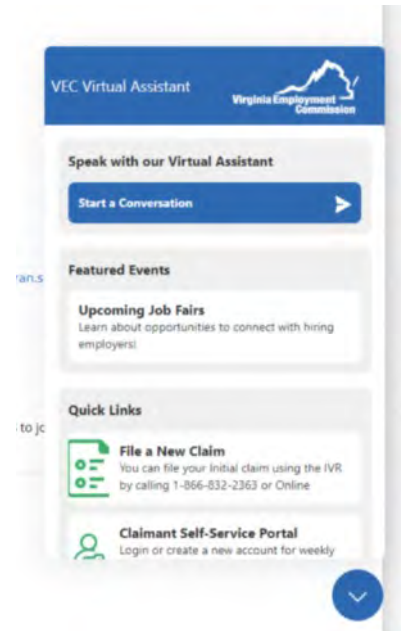 VEC Virtual Assistant
Virginia Employment
Commission
Speak with our Virtual Assistant
Start a Conversation
ran.s
Featured Events
Upcoming Job Fairs
Learn about opportunities to connect with hiring
employers!
Quick Links
to jo
File a New Claim
You can file your Initial claim using the IVR
by calling 1-866-832-2363 or Online
Claimant Self-Service Portal
Login or create a new account for weekly